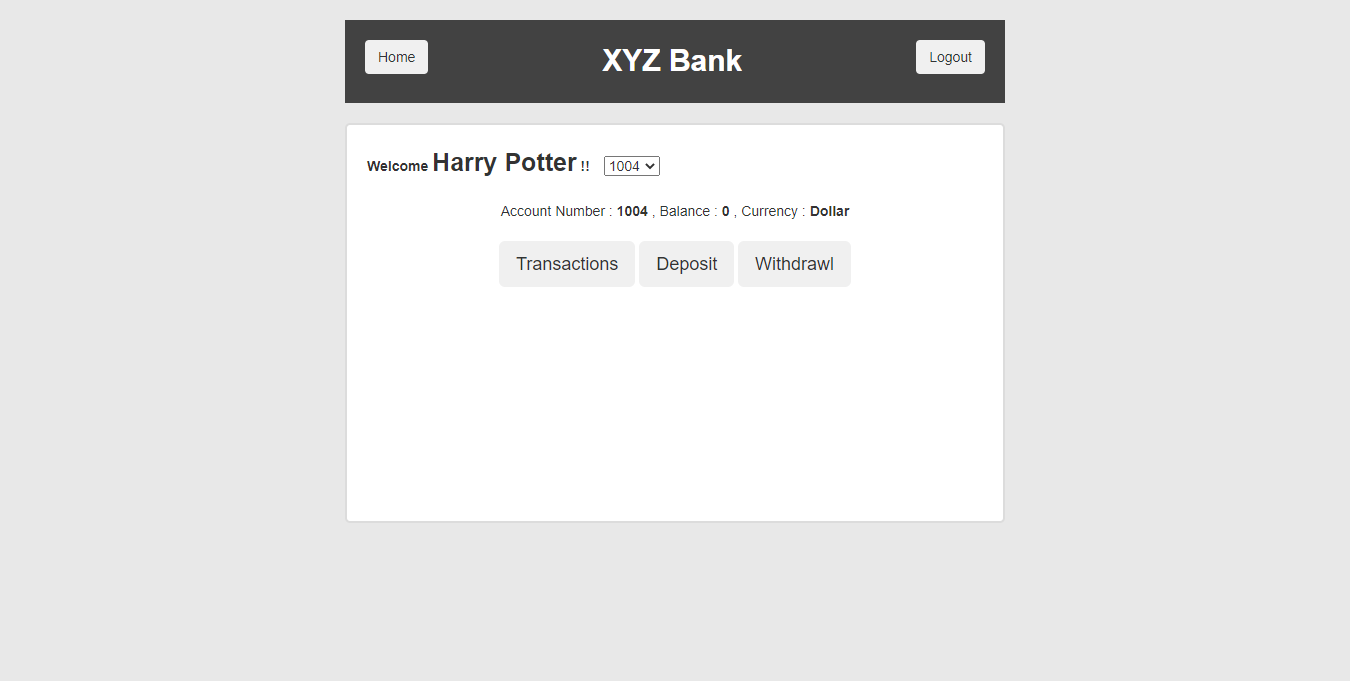 Home XYZ Bank Logout
Welcome Harry Potter !! 1004
Account Number : 1004 , Balance : 0 , Currency : Dollar
Transactions Deposit Withdrawl